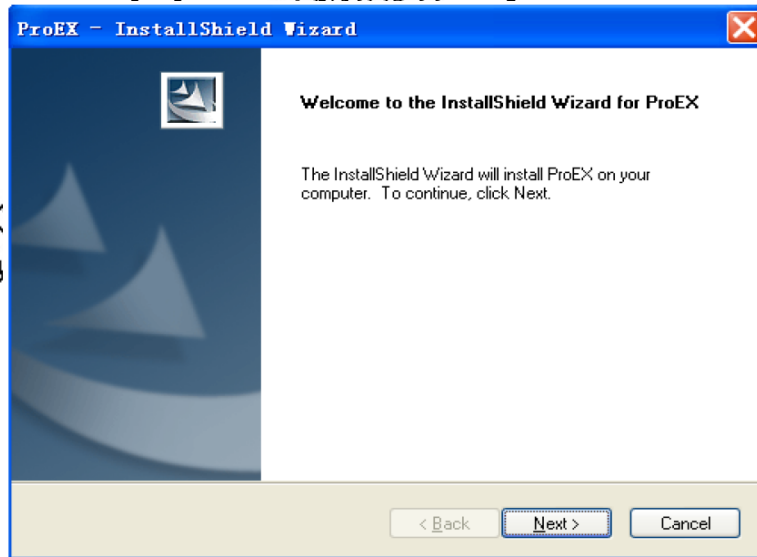 ProEX - InstallShield Wizard
Welcome to the InstallShield Wizard for ProEX
The InstallShield Wizard will install ProEX on your
computer. To continue, click Next.
< Back
Next >
Cancel